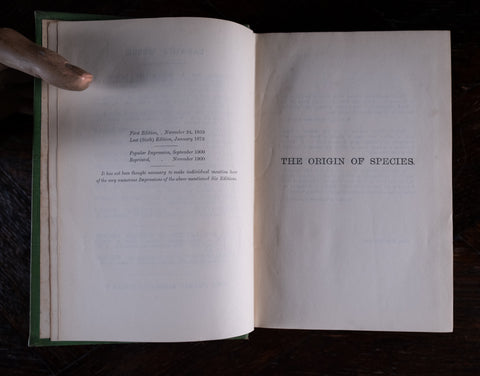 First Edition, . November 24, 1859
Last (Sixth) Edition, January 1872
Popular Impression, September 1900
Reprinted, . November 1900
It has not been thought necessary to make individual mention here
of the very numerous Impressions of the above mentioned Six Editions.
THE ORIGIN OF SPECIES.